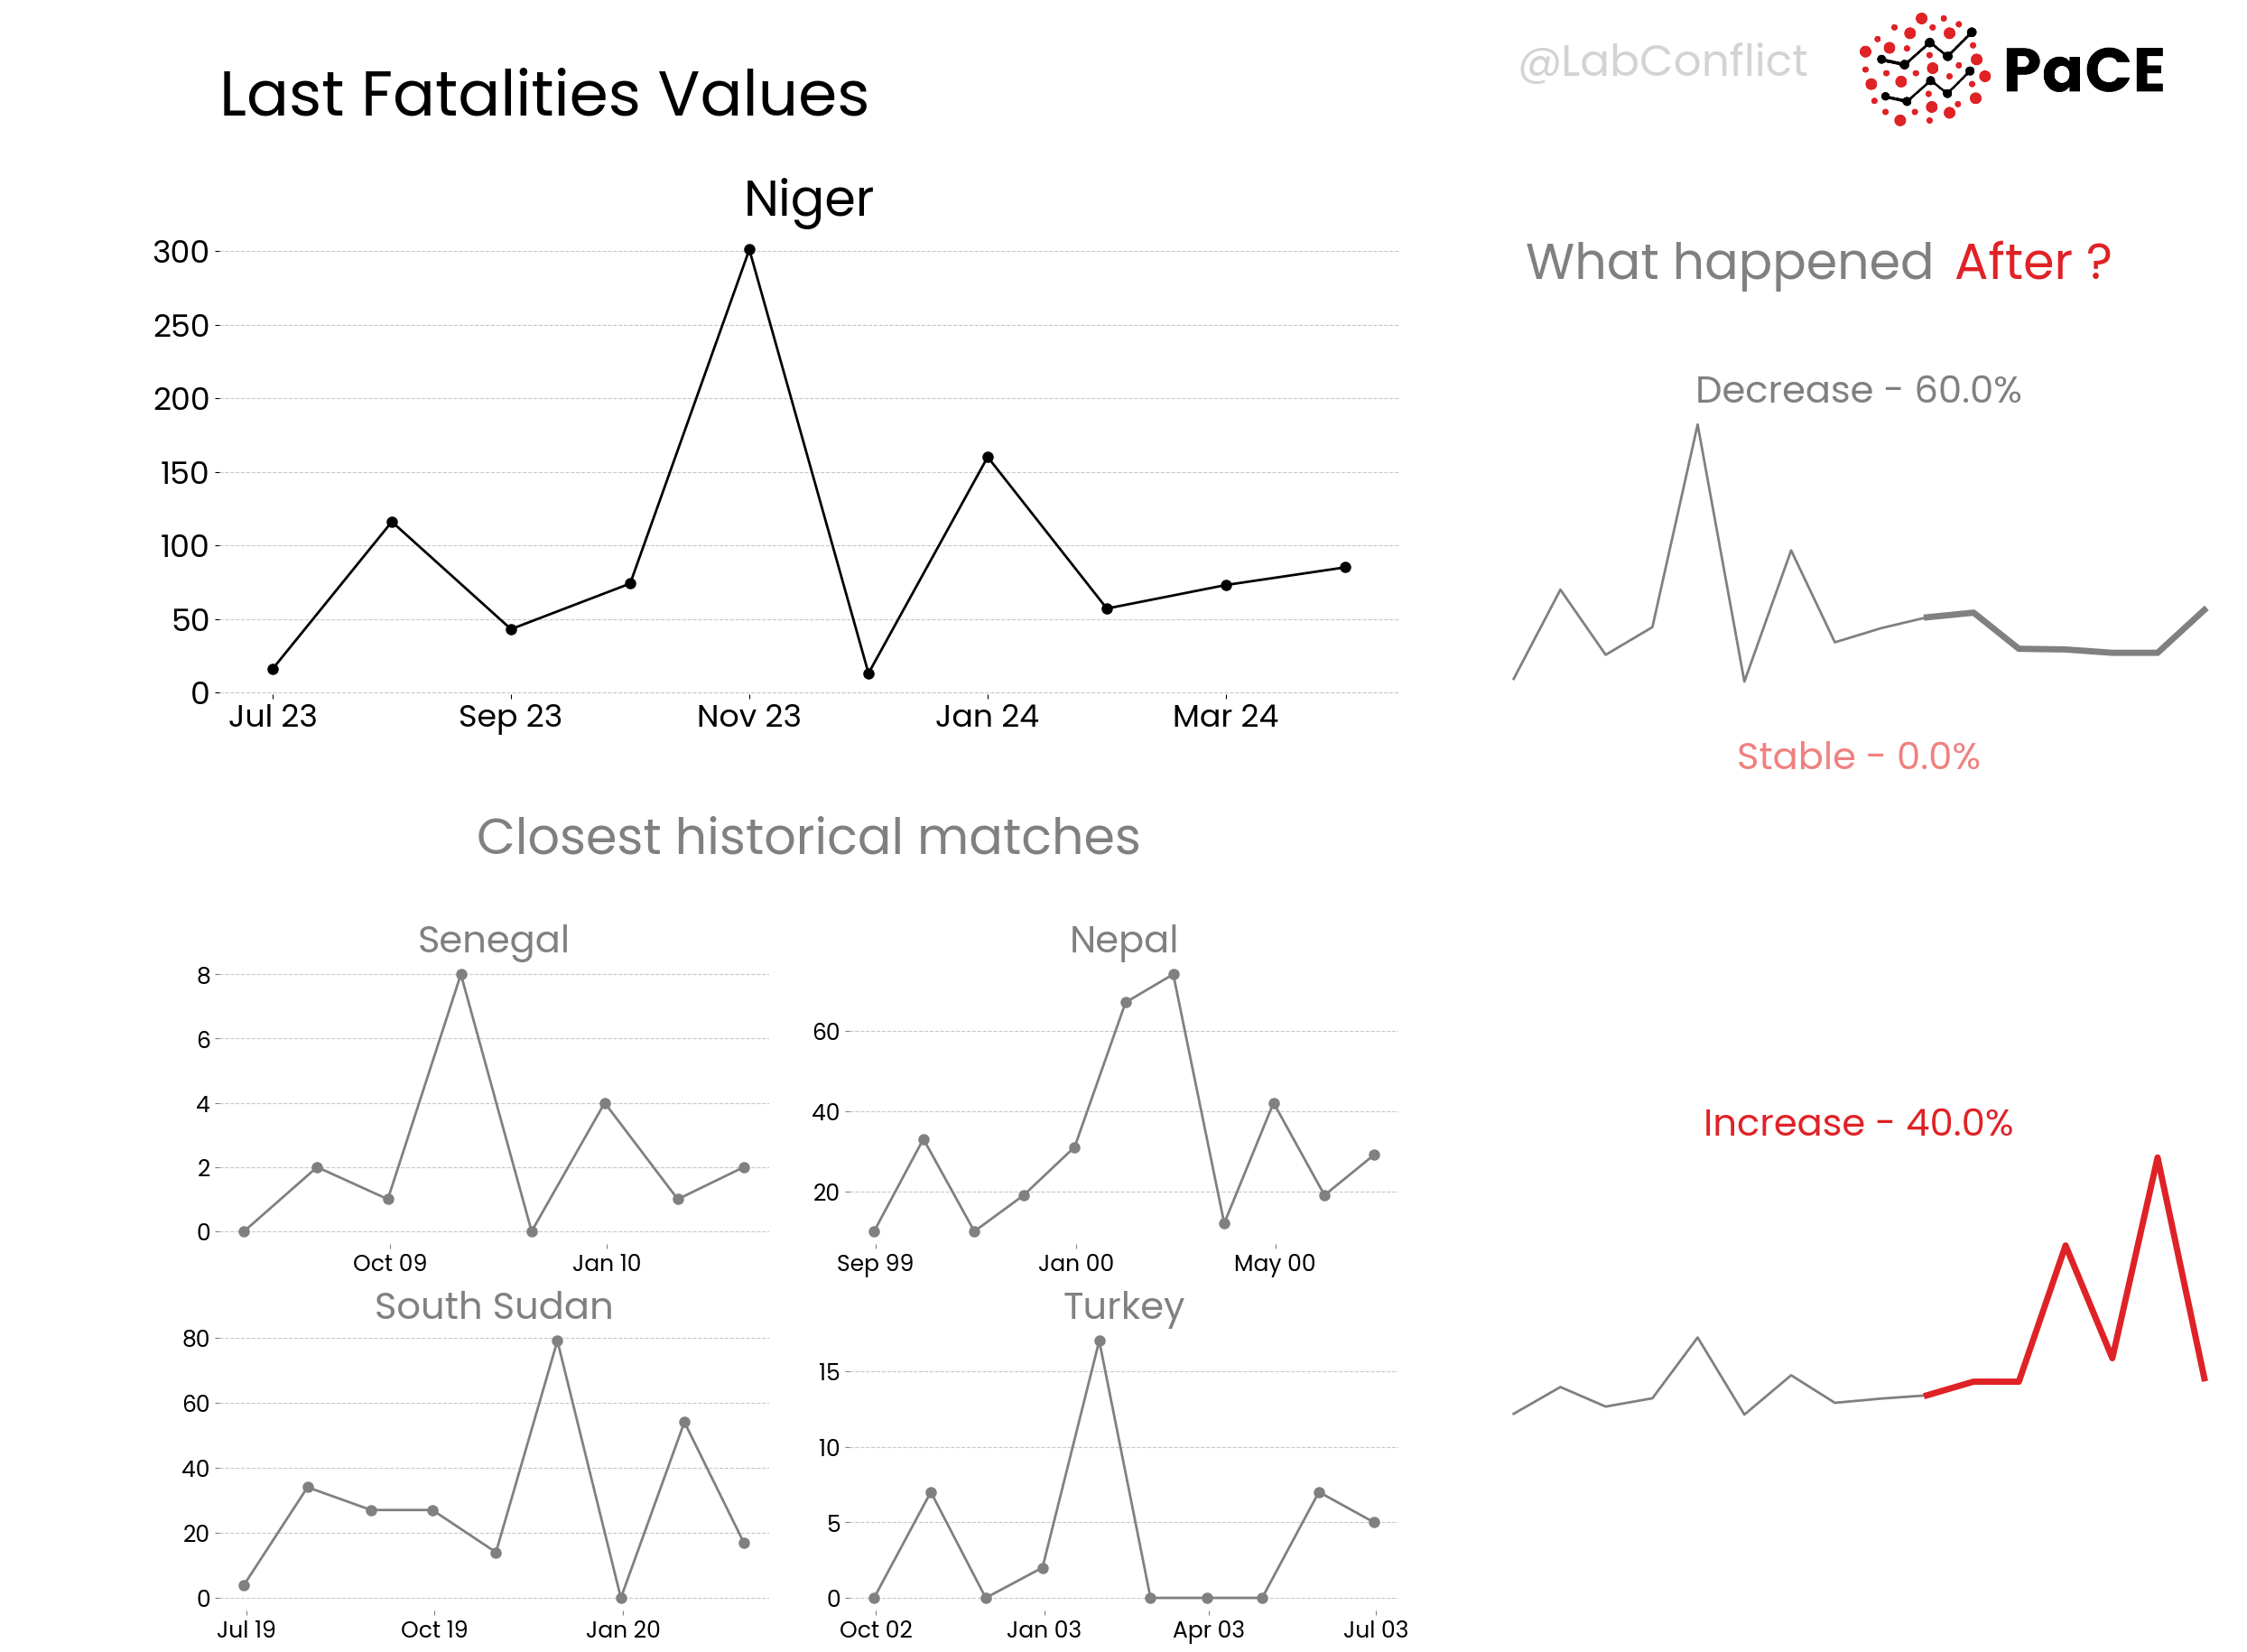 @LabConflict
PaCE
Last Fatalities Values
Niger
300
250
200
150
100
50
0
Jul 23 Sep 23 Nov 23 Jan 24 Mar 24
What happened After ?
Decrease - 60.0%
Stable - 0.0%
Increase - 40.0%
Closest historical matches
Senegal
8
6
4
2
0
Oct 09 Jan 10
Nepal
60
40
20
Sep 99 Jan 00 May 00
South Sudan
80
60
40
20
0
Jul 19 Oct 19 Jan 20
Turkey
15
10
5
0
Oct 02 Jan 03 Apr 03 Jul 03